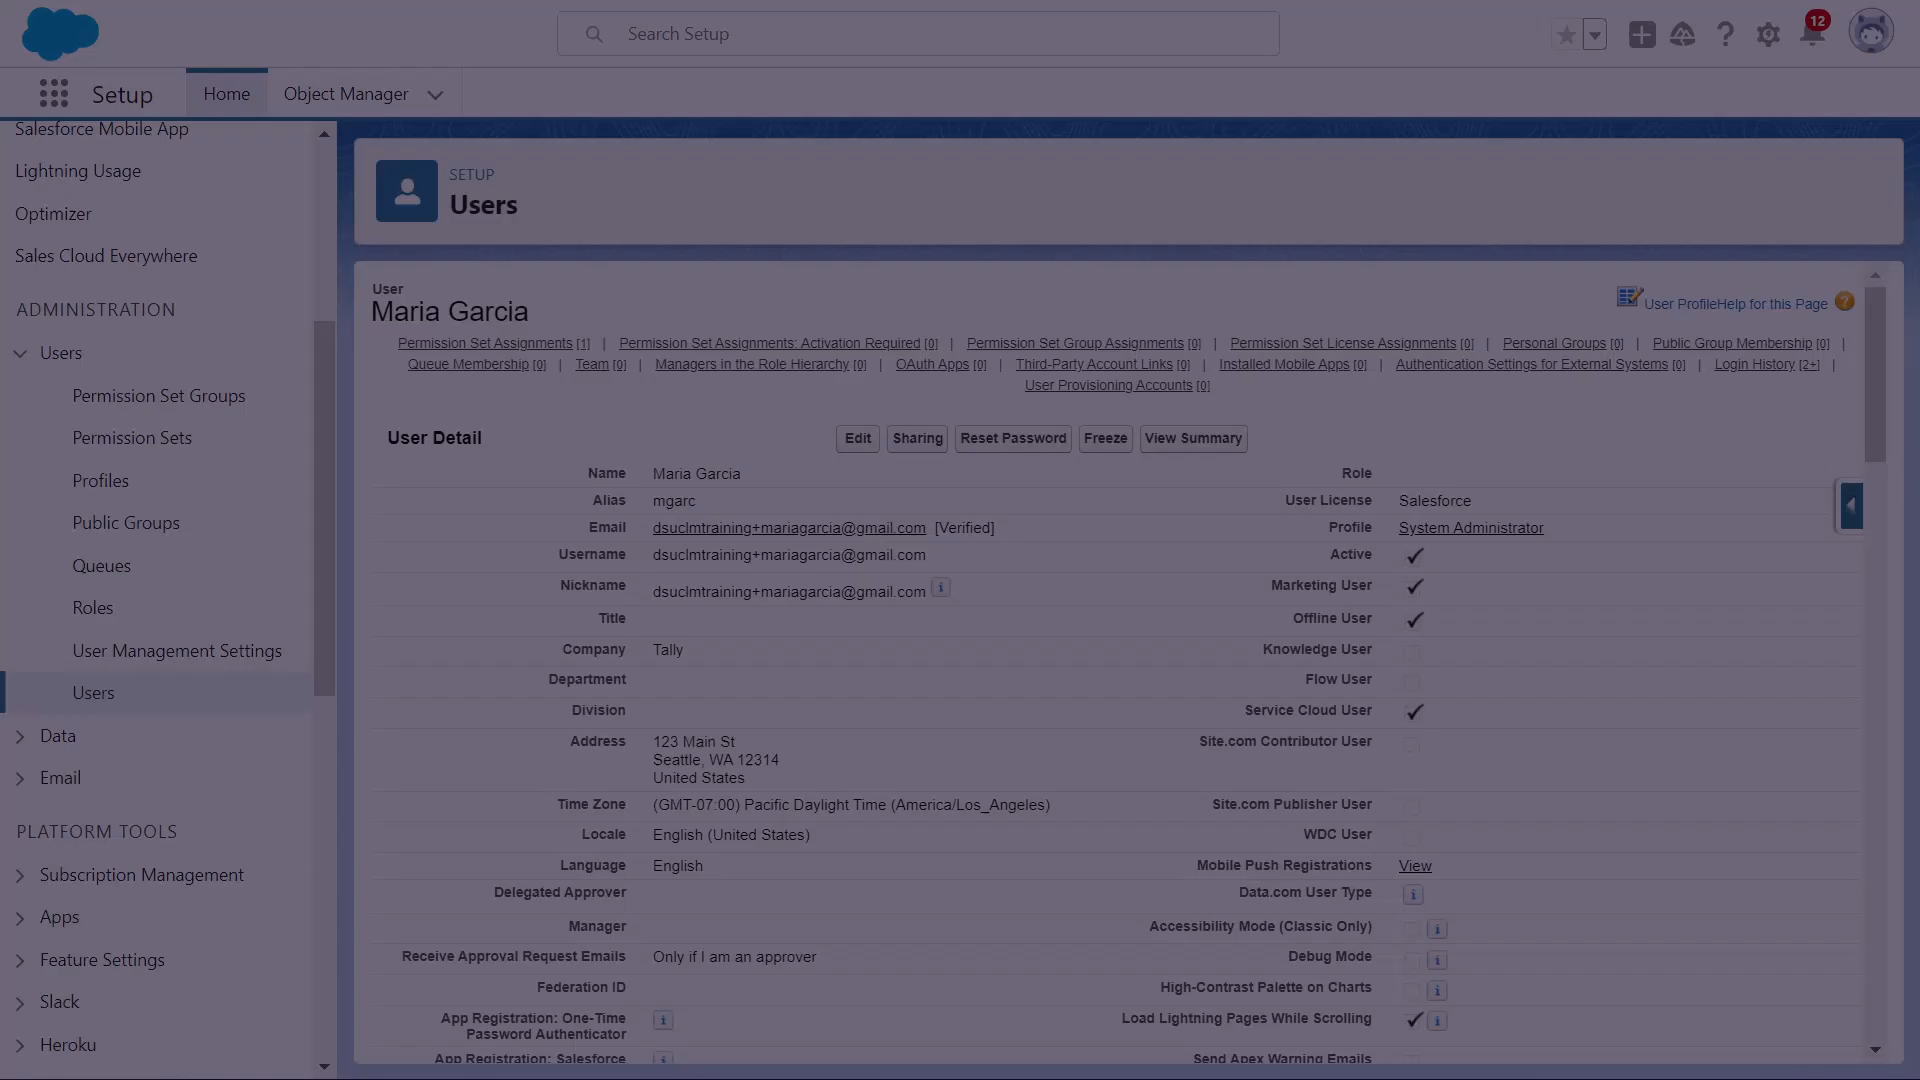 Search Setup
12
Setup
Home
Object Manager
Salesforce Mobile App
Lightning Usage
Optimizer
Sales Cloud Everywhere
ADMINISTRATION
Users
Permission Set Groups
Permission Sets
Profiles
Public Groups
Queues
Roles
User Management Settings
Users
Data
Email
PLATFORM TOOLS
Subscription Management
Apps
Feature Settings
Slack
Heroku
SETUP
Users
User
Maria Garcia
User Profile Help for this Page ?
Permission Set Assignments [1] | Permission Set Assignments: Activation Required [0] | Permission Set Group Assignments [0] | Permission Set License Assignments [0] | Personal Groups [0] | Public Group Membership [0] |
Queue Membership [0] | Team [0] | Managers in the Role Hierarchy [0] | OAuth Apps [0] | Third-Party Account Links [0] | Installed Mobile Apps [0] | Authentication Settings for External Systems [0] | Login History [2+] |
User Provisioning Accounts [0]
User Detail
Edit Sharing Reset Password Freeze View Summary
Name Maria Garcia
Role
Alias mgarc
User License Salesforce
Email dsuclmtraining+mariagarcia@gmail.com [Verified]
Profile System Administrator
Username dsuclmtraining+mariagarcia@gmail.com
Active
Nickname dsuclmtraining+mariagarcia@gmail.com i
Marketing User
Title
Offline User
Company Tally
Knowledge User
Department
Flow User
Division
Service Cloud User
Address 123 Main St
Seattle, WA 12314
United States
Site.com Contributor User
Time Zone (GMT-07:00) Pacific Daylight Time (America/Los_Angeles)
Site.com Publisher User
Locale English (United States)
WDC User
Language English
Mobile Push Registrations View
Delegated Approver
Data.com User Type i
Manager
Accessibility Mode (Classic Only) i
Receive Approval Request Emails Only if I am an approver
Debug Mode i
Federation ID
High-Contrast Palette on Charts i
App Registration: One-Time
Password Authenticator i
Load Lightning Pages While Scrolling i
App Registration: Salesforce i
Send Apex Warning Emails